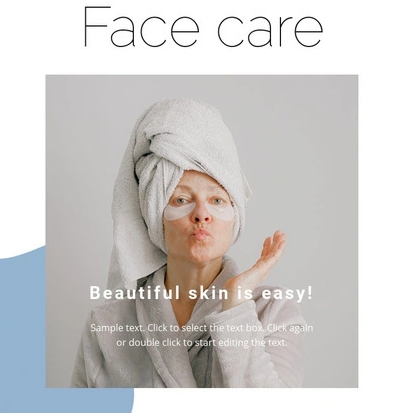 Face care
Beautiful skin is easy!
Sample text. Click to select the text box. Click again
or double click to start editing the text.